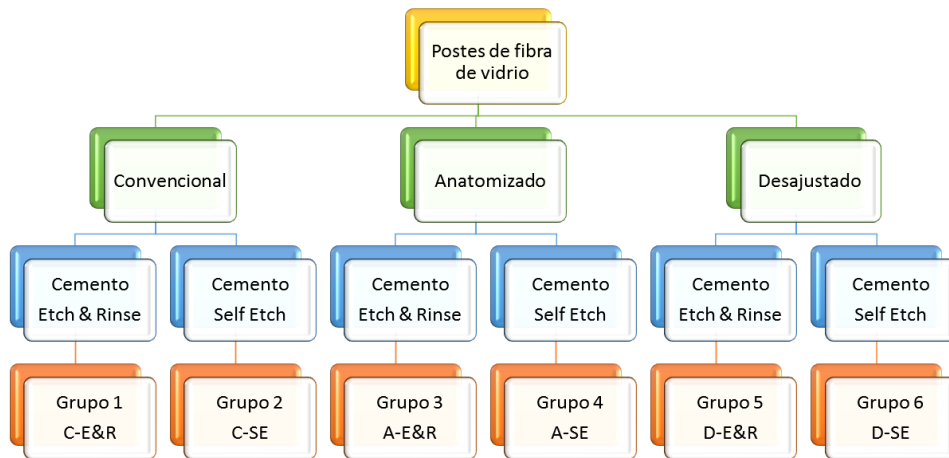 Postes de fibra
de vidrio
Convencional
Anatomizado
Desajustado
Cemento
Etch & Rinse
Cemento
Self Etch
Cemento
Etch & Rinse
Cemento
Self Etch
Cemento
Etch & Rinse
Cemento
Self Etch
Grupo 1
C-E&R
Grupo 2
C-SE
Grupo 3
A-E&R
Grupo 4
A-SE
Grupo 5
D-E&R
Grupo 6
D-SE